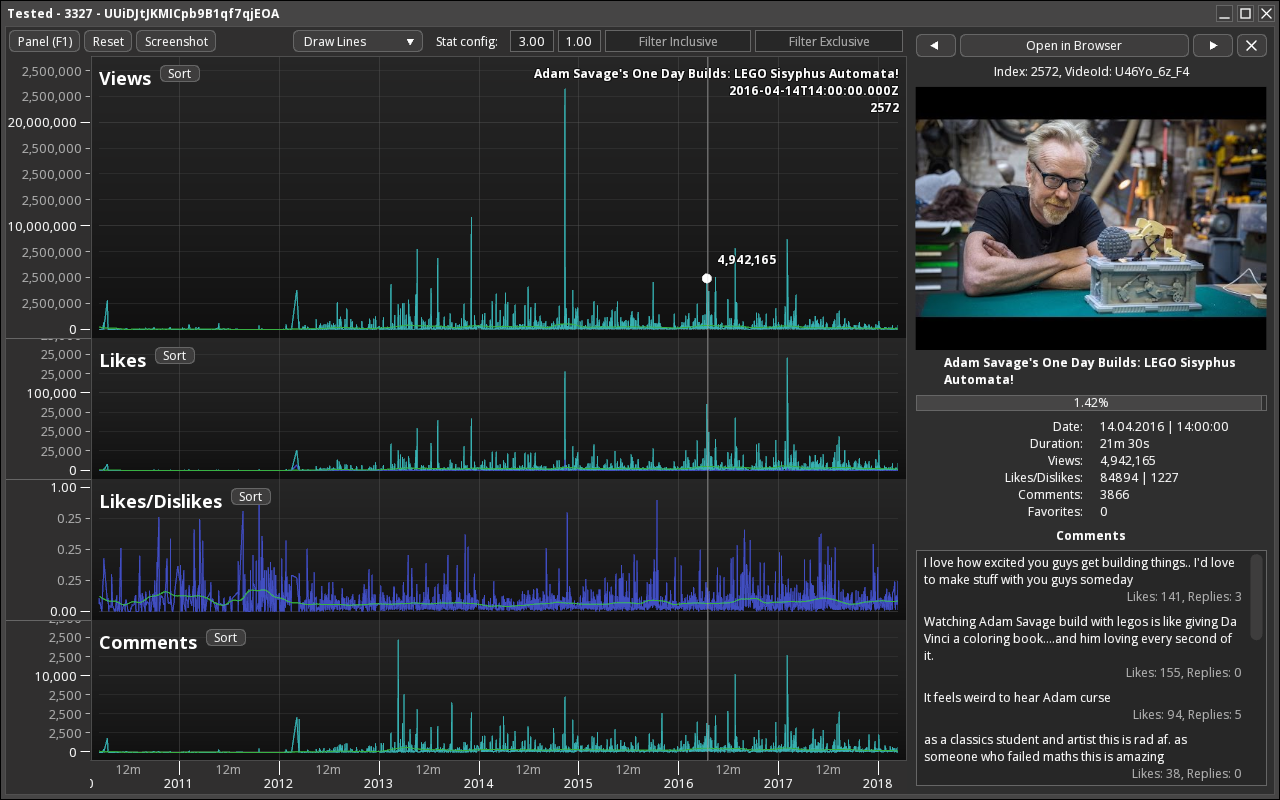 Tested - 3327 - UUiDJtJKMICpb9B1qf7qjEOA
Panel (F1) Reset Screenshot Draw Lines Stat config: 3.00 1.00 Filter Inclusive Filter Exclusive
Open in Browser
Index: 2572, VideoId: U46Yo_6z_F4
Views Sort
Adam Savage's One Day Builds: LEGO Sisyphus Automata!
2016-04-14T14:00:00.000Z
2572
2,500,000
2,500,000
20,000,000
2,500,000
2,500,000
2,500,000
10,000,000
2,500,000
2,500,000
2,500,000
0
4,942,165
Likes Sort
25,000
25,000
100,000
25,000
25,000
25,000
0
Likes/Dislikes Sort
1.00
0.25
0.25
0.25
0.00
Comments Sort
2,500
2,500
10,000
2,500
2,500
2,500
0
12m 12m 12m 12m 12m 12m 12m 12m
2011 2012 2013 2014 2015 2016 2017 2018
Adam Savage's One Day Builds: LEGO Sisyphus
Automata!
1.42%
Date: 14.04.2016 | 14:00:00
Duration: 21m 30s
Views: 4,942,165
Likes/Dislikes: 84894 | 1227
Comments: 3866
Favorites: 0
Comments
I love how excited you guys get building things.. I'd love
to make stuff with you guys someday
Likes: 141, Replies: 3
Watching Adam Savage build with legos is like giving Da
Vinci a coloring book....and him loving every second of
it.
Likes: 155, Replies: 0
It feels weird to hear Adam curse
Likes: 94, Replies: 5
as a classics student and artist this is rad af. as
someone who failed maths this is amazing
Likes: 38, Replies: 0